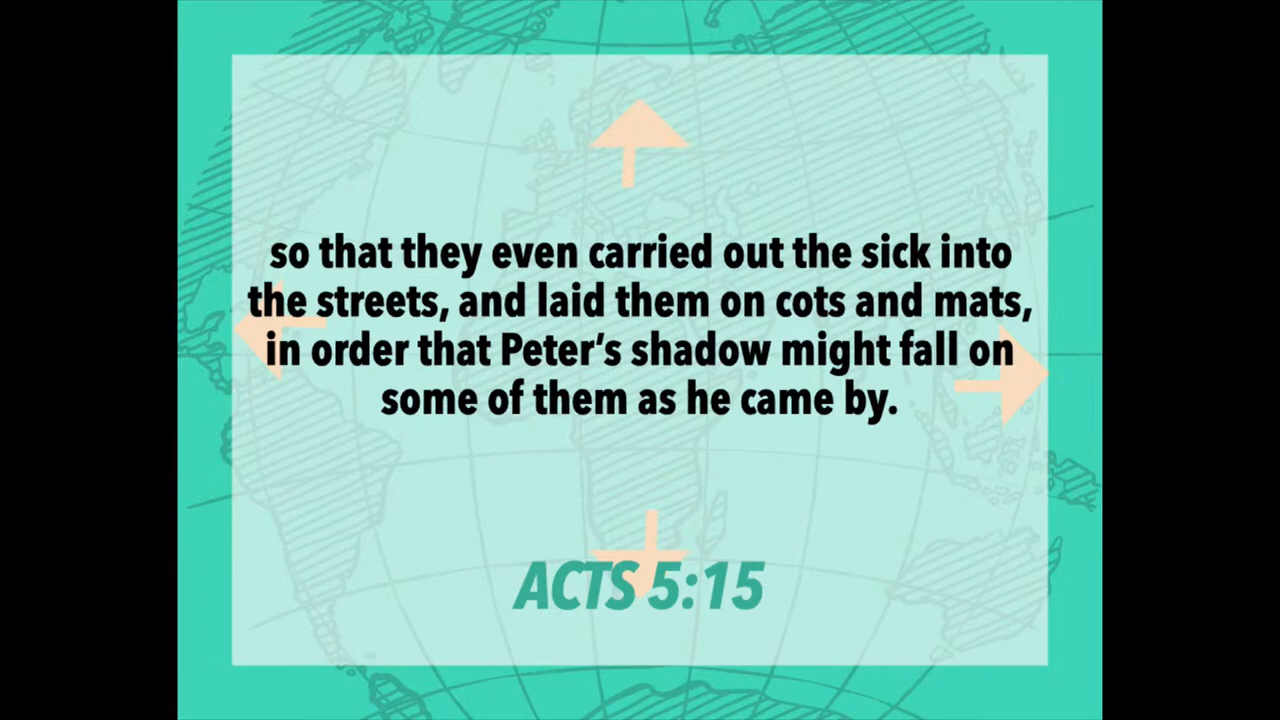 so that they even carried out the sick into
the streets, and laid them on cots and mats,
in order that Peter’s shadow might fall on
some of them as he came by.
ACTS 5:15